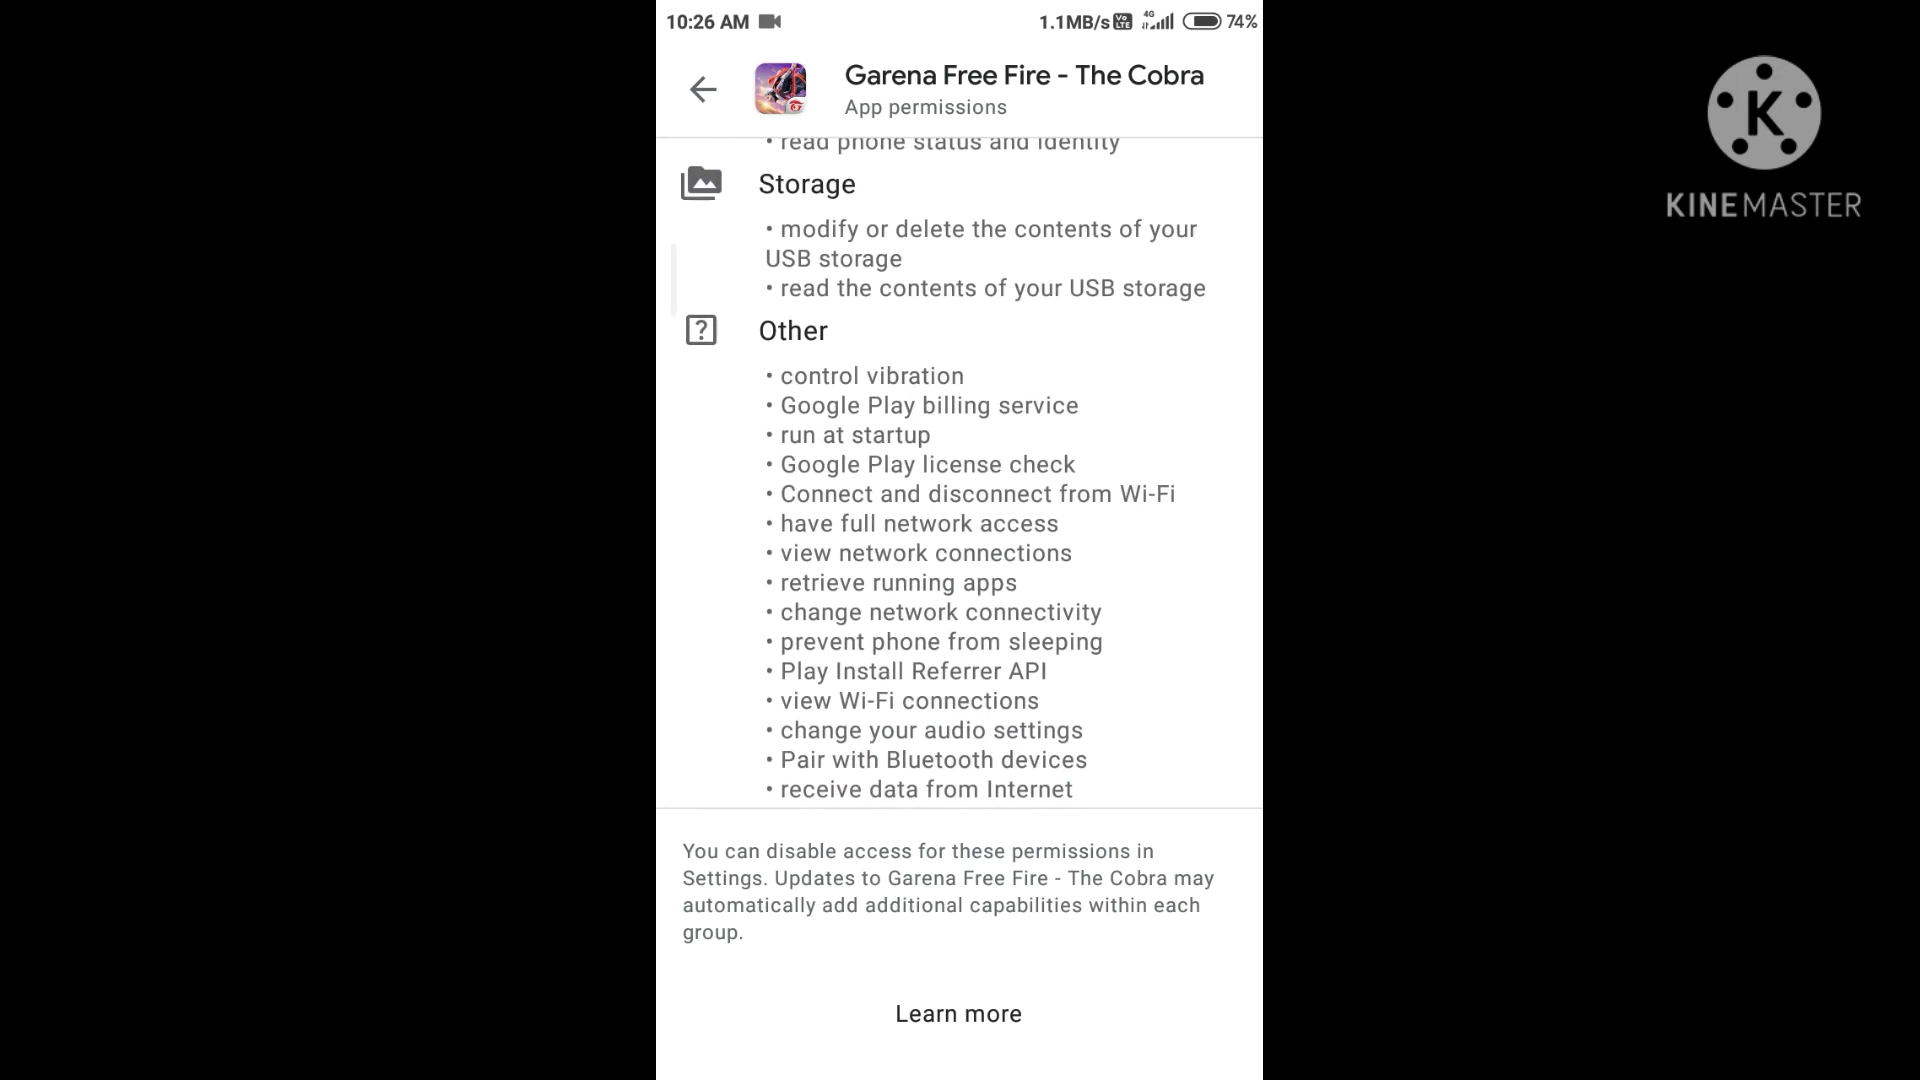 10:26 AM 1.1MB/s Vo LTE 4G 74%
Garena Free Fire - The Cobra
App permissions
• read phone status and identity
Storage
• modify or delete the contents of your
USB storage
• read the contents of your USB storage
Other
• control vibration
• Google Play billing service
• run at startup
• Google Play license check
• Connect and disconnect from Wi-Fi
• have full network access
• view network connections
• retrieve running apps
• change network connectivity
• prevent phone from sleeping
• Play Install Referrer API
• view Wi-Fi connections
• change your audio settings
• Pair with Bluetooth devices
• receive data from Internet
You can disable access for these permissions in
Settings. Updates to Garena Free Fire - The Cobra may
automatically add additional capabilities within each
group.
Learn more
K
KINEMASTER